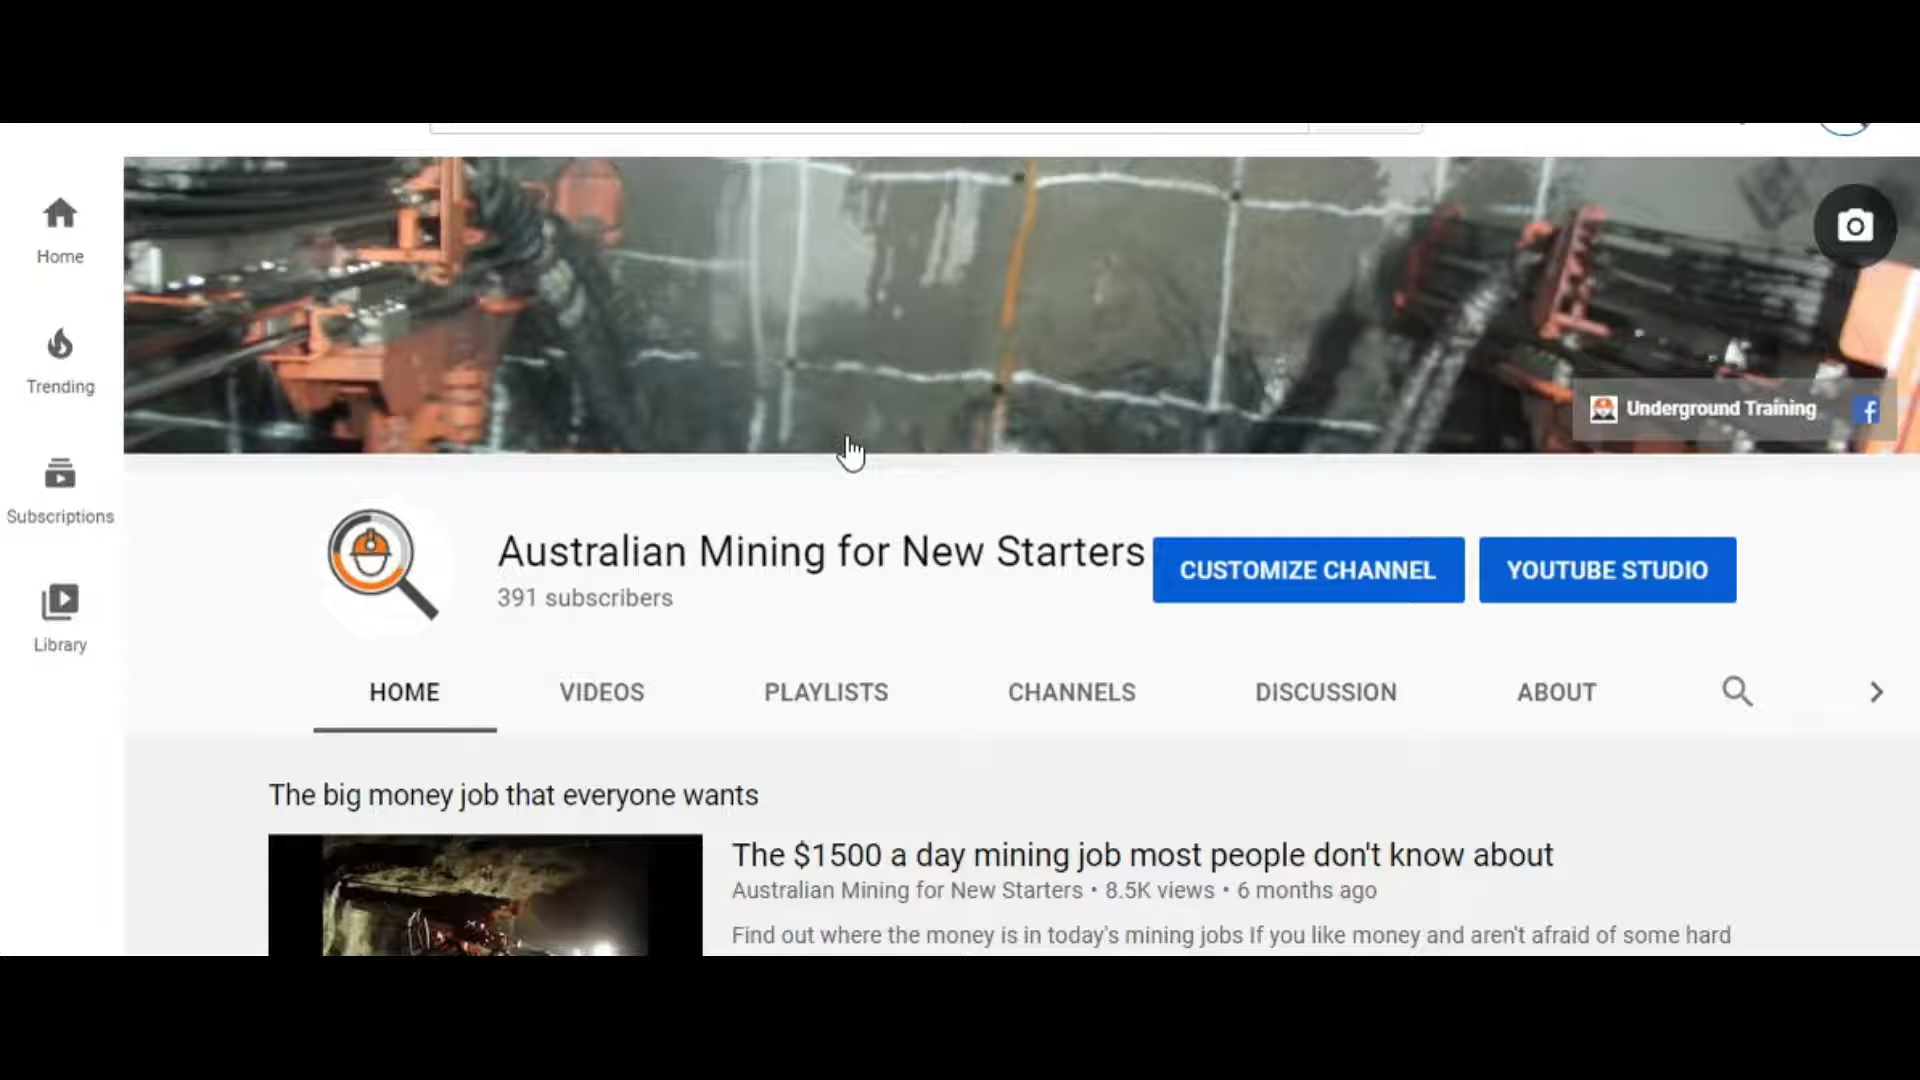 Home
Trending
Subscriptions
Library
Underground Training
Australian Mining for New Starters
391 subscribers
CUSTOMIZE CHANNEL
YOUTUBE STUDIO
HOME
VIDEOS
PLAYLISTS
CHANNELS
DISCUSSION
ABOUT
The big money job that everyone wants
The $1500 a day mining job most people don't know about
Australian Mining for New Starters • 8.5K views • 6 months ago
Find out where the money is in today's mining jobs If you like money and aren't afraid of some hard